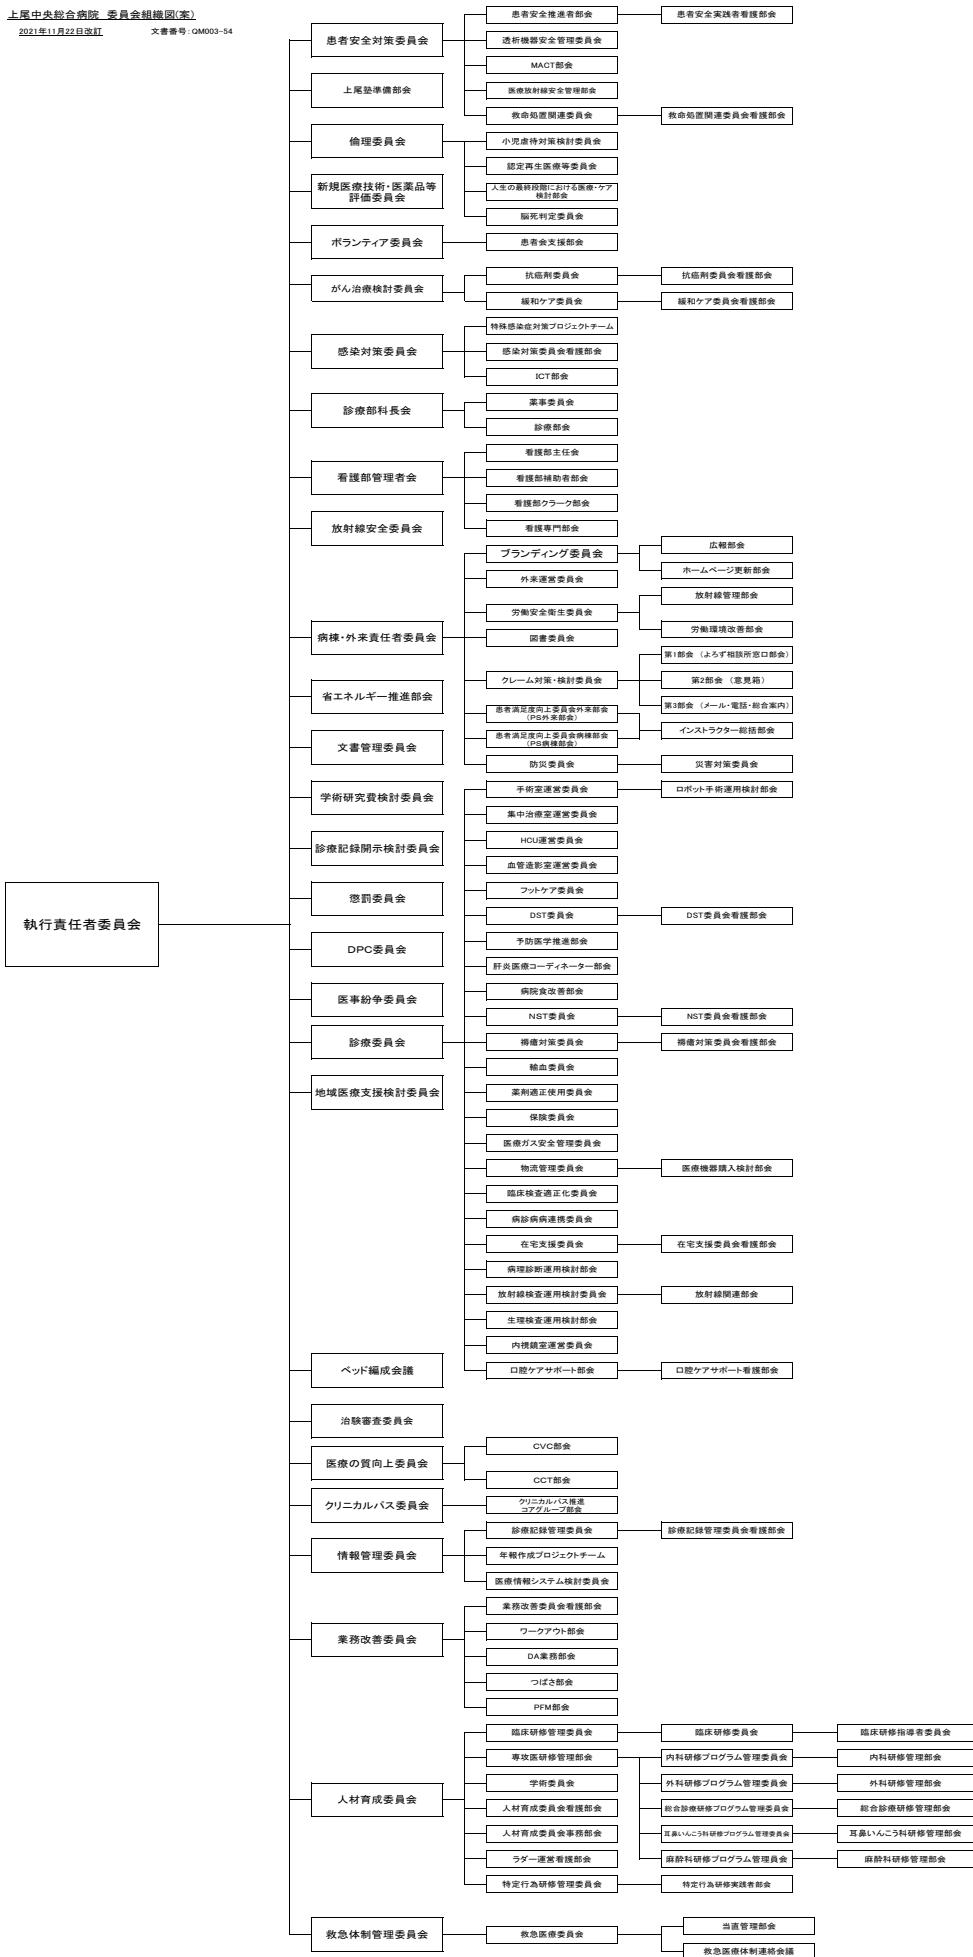 上尾中央総合病院 委員会組織図(案)
2021年11月22日改訂 文書番号:QM003-54
執行責任者委員会
患者安全対策委員会
患者安全推進者部会
患者安全実践者看護部会
透析機器安全管理委員会
MACT部会
医療放射線安全管理部会
救命処置関連委員会
救命処置関連委員会看護部会
上尾塾準備部会
倫理委員会
小児虐待対策検討委員会
認定再生医療等委員会
人生の最終段階における医療・ケア
検討部会
脳死判定委員会
新規医療技術・医薬品等
評価委員会
ボランティア委員会
患者会支援部会
がん治療検討委員会
抗癌剤委員会
抗癌剤委員会看護部会
緩和ケア委員会
緩和ケア委員会看護部会
感染対策委員会
特殊感染症対策プロジェクトチーム
感染対策委員会看護部会
ICT部会
診療部科長会
薬事委員会
診療部会
看護部管理者会
看護部主任会
看護部補助者部会
看護部クラーク部会
看護専門部会
放射線安全委員会
病棟・外来責任者委員会
ブランディング委員会
広報部会
ホームページ更新部会
外来運営委員会
労働安全衛生委員会
放射線管理部会
労働環境改善部会
図書委員会
クレーム対策・検討委員会
第1部会 (よろず相談所窓口部会)
第2部会 (意見箱)
第3部会 (メール・電話・総合案内)
患者満足度向上委員会外来部会
(PS外来部会)
患者満足度向上委員会病棟部会
(PS病棟部会)
インストラクター総括部会
防災委員会
災害対策委員会
省エネルギー推進部会
文書管理委員会
学術研究費検討委員会
診療記録開示検討委員会
懲罰委員会
DPC委員会
医事紛争委員会
診療委員会
手術室運営委員会
ロボット手術運用検討部会
集中治療室運営委員会
HCU運営委員会
血管造影室運営委員会
フットケア委員会
DST委員会
DST委員会看護部会
予防医学推進部会
肝炎医療コーディネーター部会
病院食改善部会
NST委員会
NST委員会看護部会
褥瘡対策委員会
褥瘡対策委員会看護部会
輸血委員会
薬剤適正使用委員会
保険委員会
医療ガス安全管理委員会
物流管理委員会
医療機器購入検討部会
臨床検査適正化委員会
病診病病連携委員会
在宅支援委員会
在宅支援委員会看護部会
病理診断運用検討部会
放射線検査運用検討委員会
放射線関連部会
生理検査運用検討部会
内視鏡室運営委員会
口腔ケアサポート部会
口腔ケアサポート看護部会
地域医療支援検討委員会
ベッド編成会議
治験審査委員会
医療の質向上委員会
CVC部会
CCT部会
クリニカルパス委員会
クリニカルパス推進
コアグループ部会
情報管理委員会
診療記録管理委員会
診療記録管理委員会看護部会
年報作成プロジェクトチーム
医療情報システム検討委員会
業務改善委員会
業務改善委員会看護部会
ワークアウト部会
DA業務部会
つばさ部会
PFM部会
人材育成委員会
臨床研修管理委員会
臨床研修委員会
臨床研修指導者委員会
専攻医研修管理部会
内科研修プログラム管理委員会
内科研修管理部会
学術委員会
外科研修プログラム管理委員会
外科研修管理部会
人材育成委員会看護部会
総合診療研修プログラム管理委員会
総合診療研修管理部会
人材育成委員会事務部会
耳鼻いんこう科研修プログラム管理委員会
耳鼻いんこう科研修管理部会
ラダー運営看護部会
麻酔科研修プログラム管理員会
麻酔科研修管理部会
特定行為研修管理委員会
特定行為研修実践者部会
救急体制管理委員会
救急医療委員会
当直管理部会
救急医療体制連絡会議